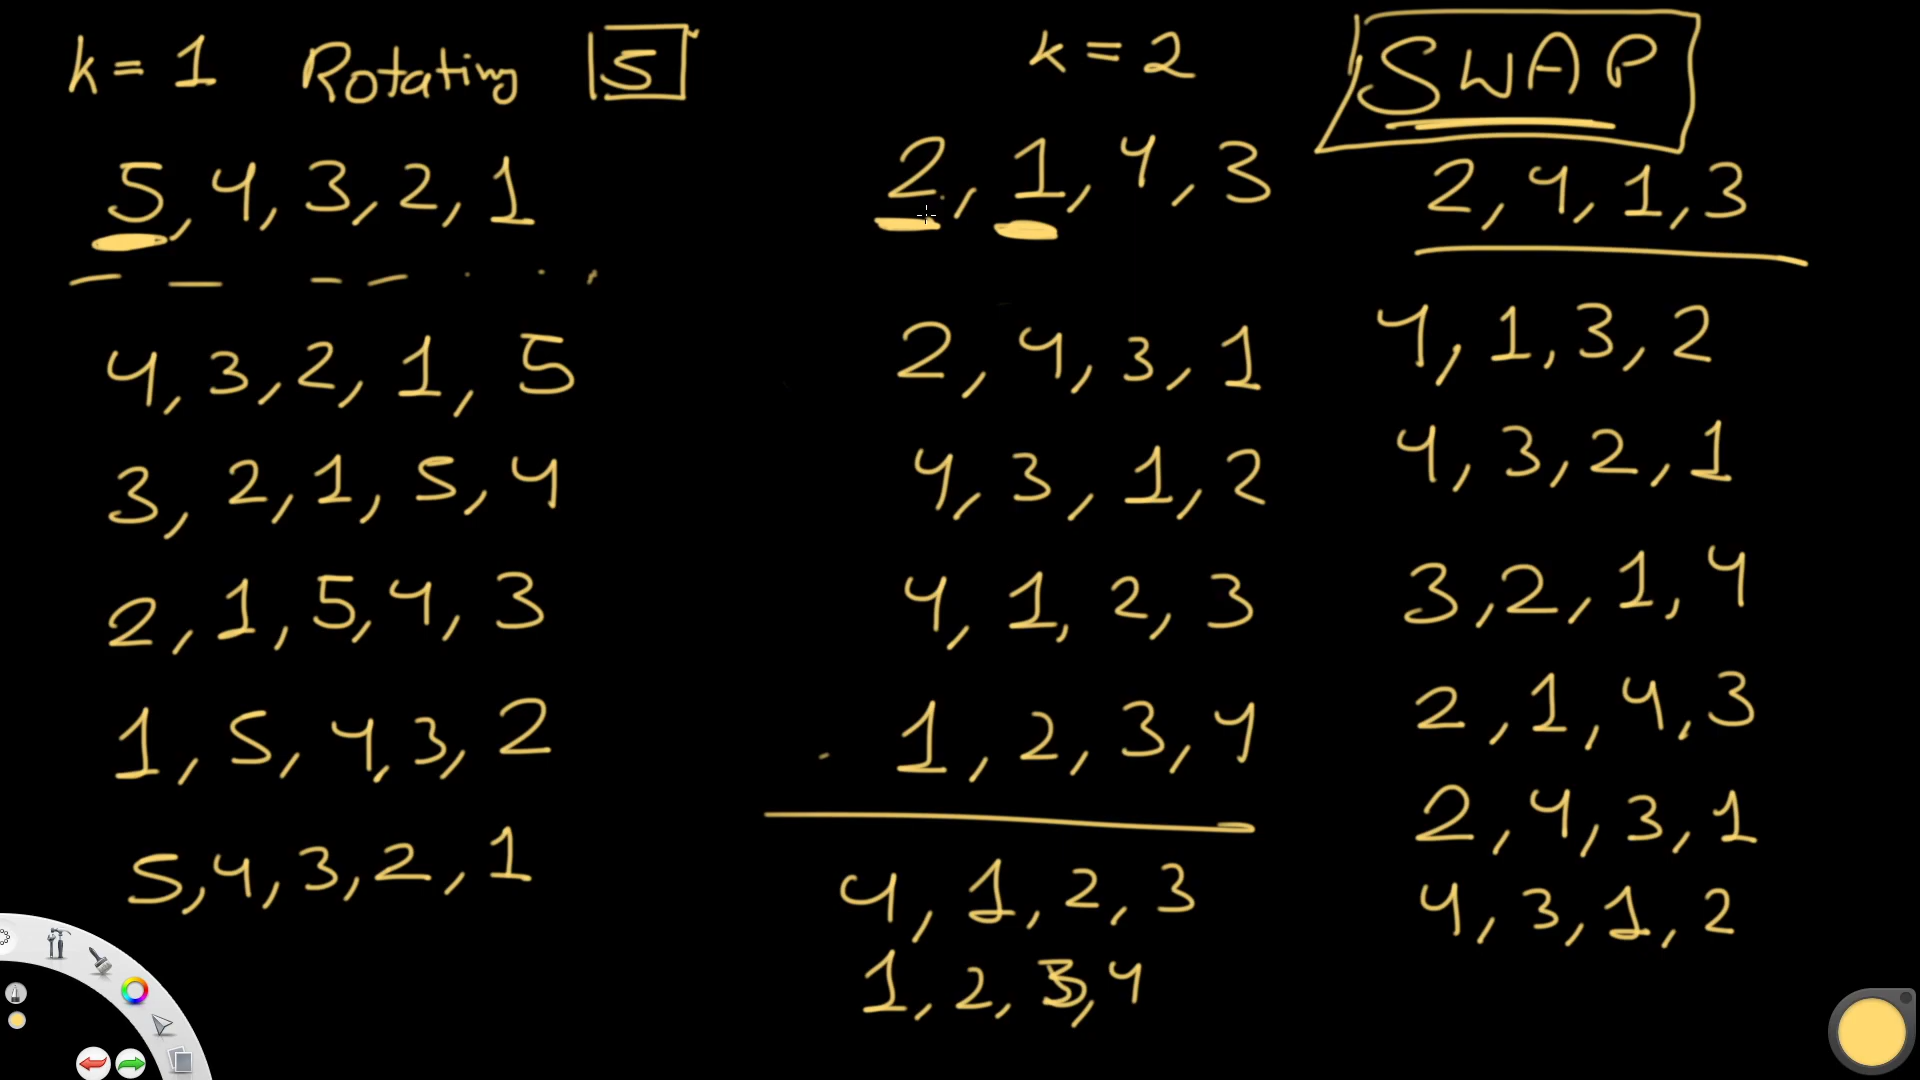 k = 1 Rotating 5
5, 4, 3, 2, 1
4, 3, 2, 1, 5
3, 2, 1, 5, 4
2, 1, 5, 4, 3
1, 5, 4, 3, 2
5, 4, 3, 2, 1
k = 2
2, 1, 4, 3
2, 4, 3, 1
4, 3, 1, 2
4, 1, 2, 3
1, 2, 3, 4
4, 1, 2, 3
1, 2, 3, 4
SWAP
2, 4, 1, 3
4, 1, 3, 2
4, 3, 2, 1
3, 2, 1, 4
2, 1, 4, 3
2, 4, 3, 1
4, 3, 1, 2